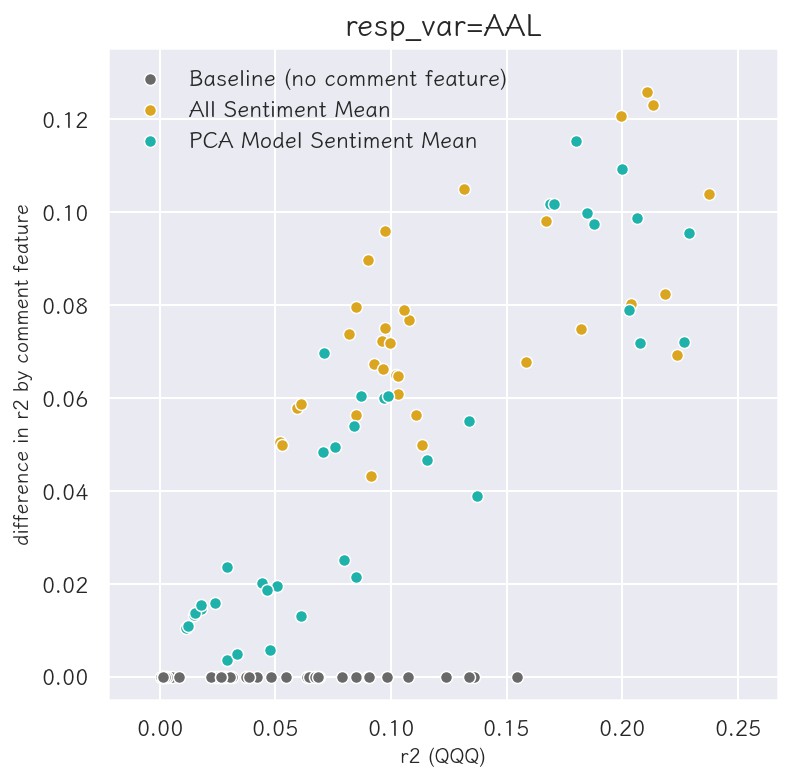 resp_var=AAL
Baseline (no comment feature)
All Sentiment Mean
PCA Model Sentiment Mean
difference in r2 by comment feature
0.12
0.10
0.08
0.06
0.04
0.02
0.00
0.00 0.05 0.10 0.15 0.20 0.25
r2 (QQQ)